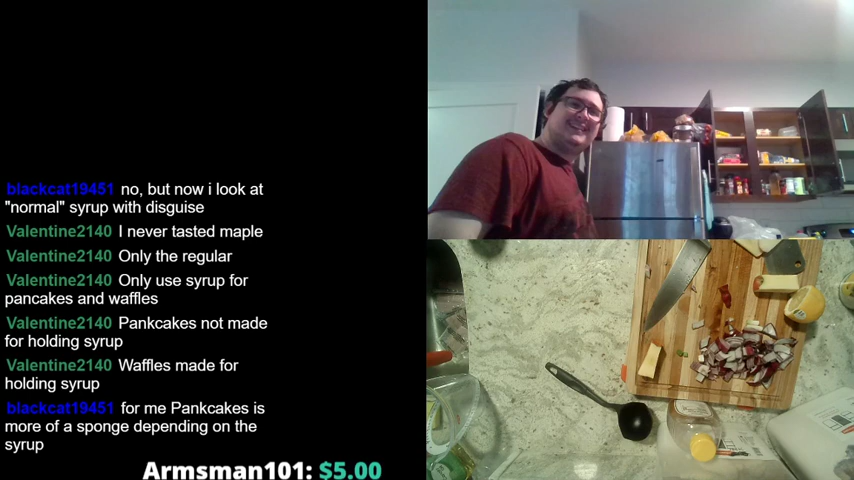 blackcat19451 no, but now i look at
"normal" syrup with disguise
Valentine2140 I never tasted maple
Valentine2140 Only the regular
Valentine2140 Only use syrup for
pancakes and waffles
Valentine2140 Pankcakes not made
for holding syrup
Valentine2140 Waffles made for
holding syrup
blackcat19451 for me Pankcakes is
more of a sponge depending on the
syrup
Armsman101: $5.00